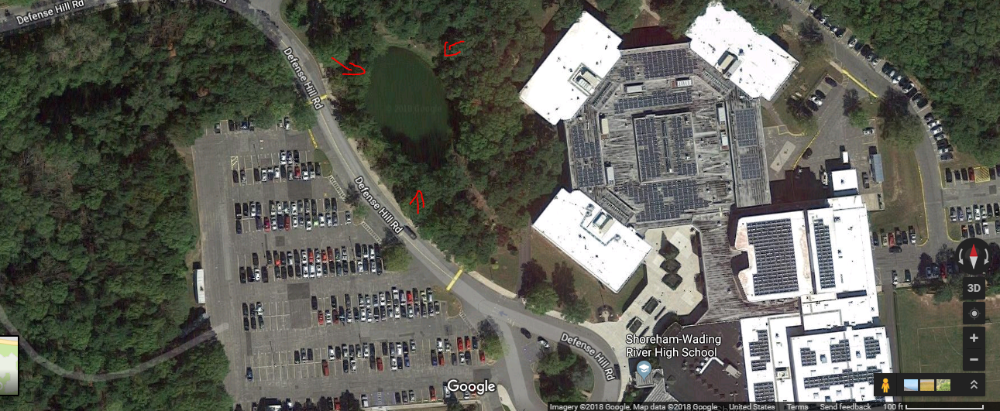 Defense Hill Rd
Defense Hill Rd
Defense Hill Rd
Defense Hill Rd
Shoreham-Wading
River High School
3D
Google
Imagery ©2018 Google, Map data ©2018 Google
United States
Terms
Send feedback
100 ft